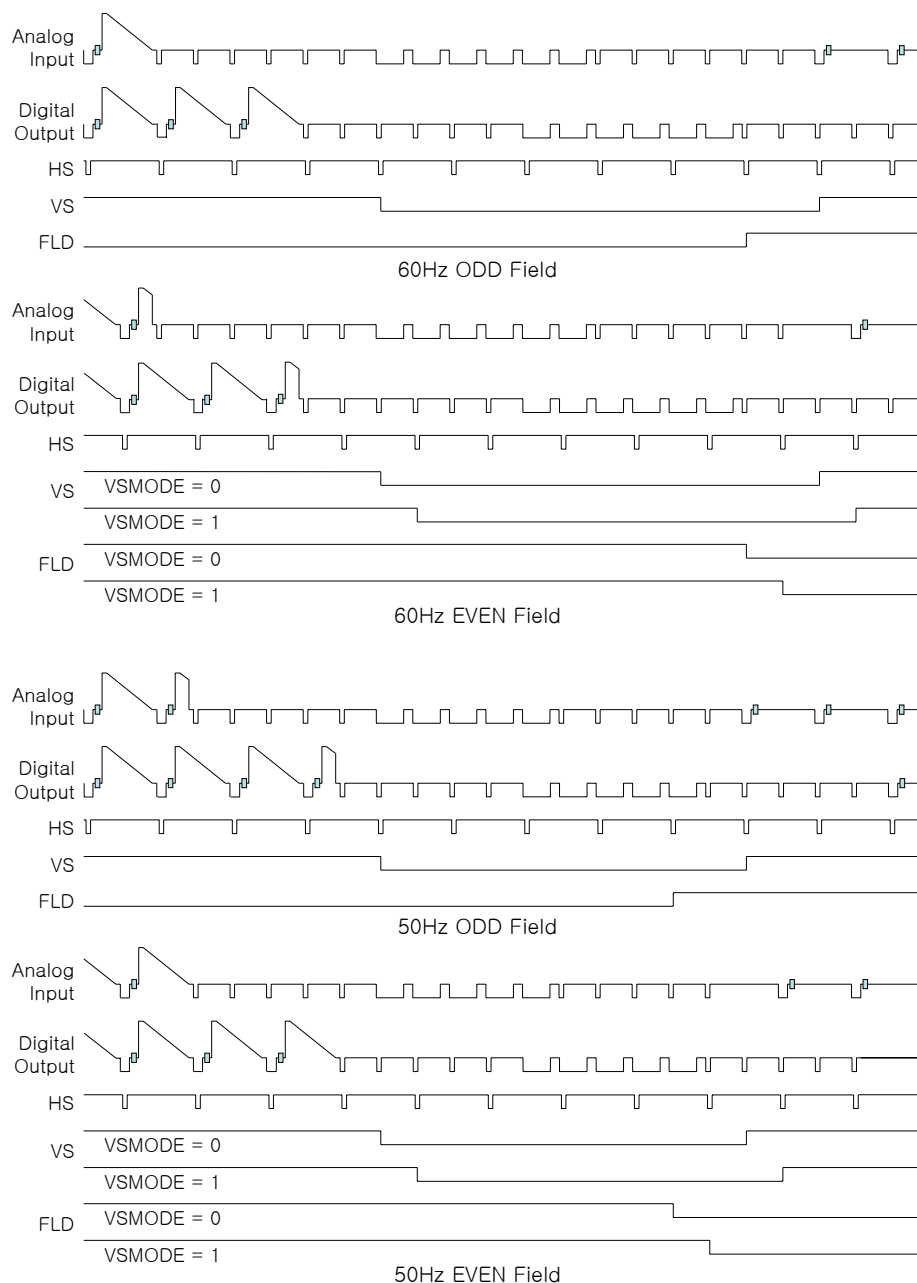 Analog
Input
Digital
Output
HS
VS
FLD
60Hz ODD Field
Analog
Input
Digital
Output
HS
VS
VSMODE = 0
VSMODE = 1
FLD
VSMODE = 0
VSMODE = 1
60Hz EVEN Field
Analog
Input
Digital
Output
HS
VS
FLD
50Hz ODD Field
Analog
Input
Digital
Output
HS
VS
VSMODE = 0
VSMODE = 1
FLD
VSMODE = 0
VSMODE = 1
50Hz EVEN Field